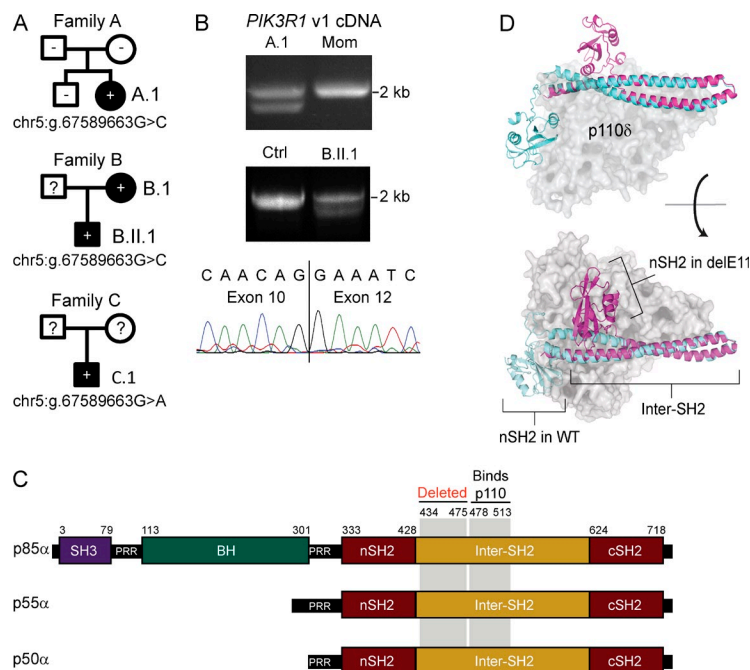 A
Family A
-
-
-
+
A.1
chr5:g.67589663G>C
Family B
?
+
B.1
+
B.II.1
chr5:g.67589663G>C
Family C
?
?
+
C.1
chr5:g.67589663G>A
B
PIK3R1 v1 cDNA
A.1 Mom
-2 kb
Ctrl B.II.1
-2 kb
C A A C A G G A A A T C
Exon 10 Exon 12
D
p110δ
nSH2 in delE11
Inter-SH2
nSH2 in WT
C
Binds
Deleted p110
3 79 113 301 333 428 434 475 478 513 624 718
p85α SH3 PRR BH PRR nSH2 Inter-SH2 cSH2
p55α PRR nSH2 Inter-SH2 cSH2
p50α PRR nSH2 Inter-SH2 cSH2